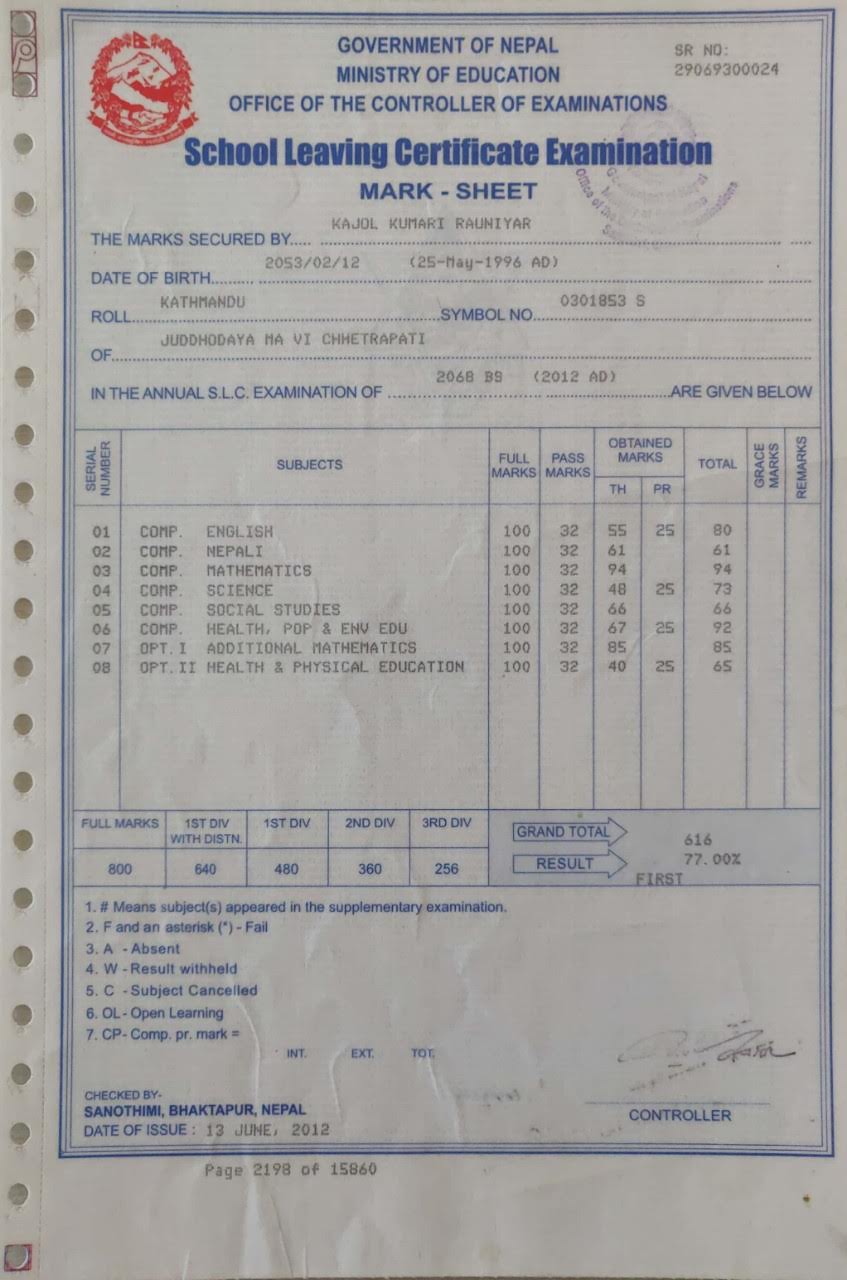 GOVERNMENT OF NEPAL
MINISTRY OF EDUCATION
OFFICE OF THE CONTROLLER OF EXAMINATIONS
SR NO:
29069300024
School Leaving Certificate Examination
MARK - SHEET
THE MARKS SECURED BY..... KAJOL KUMARI RAUNIYAR
DATE OF BIRTH........ 2053/02/12 (25-May-1996 AD)
ROLL KATHMANDU SYMBOL NO. 0301853 S
OF JUDDHODAYA MA VI CHHETRAPATI
IN THE ANNUAL S.L.C. EXAMINATION OF 2068 BS (2012 AD) ARE GIVEN BELOW
SERIAL NUMBER SUBJECTS FULL MARKS PASS MARKS OBTAINED MARKS TH PR TOTAL GRACE MARKS REMARKS
01 COMP. ENGLISH 100 32 55 25 80
02 COMP. NEPALI 100 32 61 61
03 COMP. MATHEMATICS 100 32 94 94
04 COMP. SCIENCE 100 32 48 25 73
05 COMP. SOCIAL STUDIES 100 32 66 66
06 COMP. HEALTH, POP & ENV EDU 100 32 67 25 92
07 OPT.I ADDITIONAL MATHEMATICS 100 32 85 85
08 OPT.II HEALTH & PHYSICAL EDUCATION 100 32 40 25 65
FULL MARKS 1ST DIV WITH DISTN. 1ST DIV 2ND DIV 3RD DIV
800 640 480 360 256
GRAND TOTAL 616
77.00%
RESULT FIRST
1. # Means subject(s) appeared in the supplementary examination.
2. F and an asterisk (*) - Fail
3. A - Absent
4. W - Result withheld
5. C - Subject Cancelled
6. OL - Open Learning
7. CP- Comp. pr. mark =
INT. EXT. TOT.
CHECKED BY-
SANOTHIMI, BHAKTAPUR, NEPAL
DATE OF ISSUE : 13 JUNE, 2012
CONTROLLER
Page 2198 of 15860